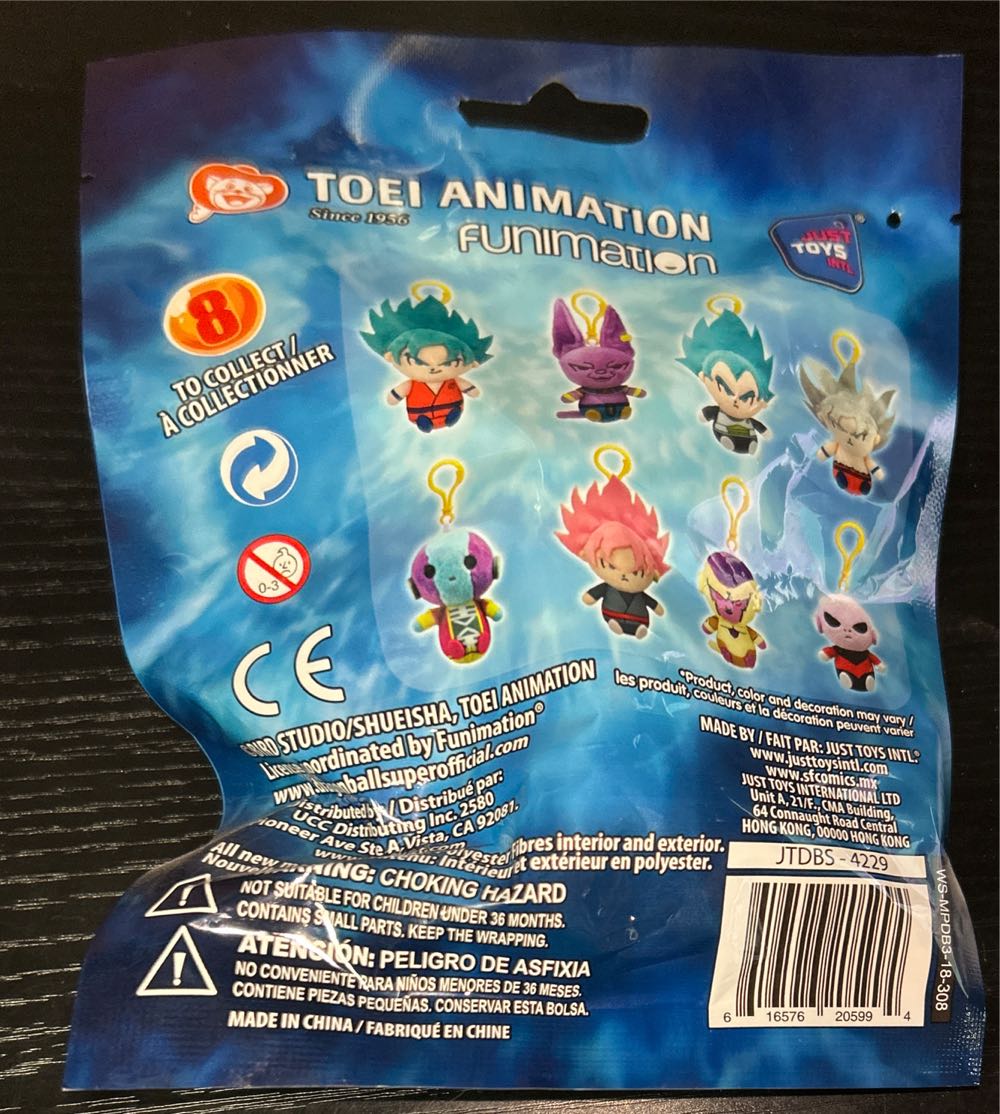 TOEI ANIMATION
Since 1956
FUNIMATION
JUST
TOYS
INTL
8
TO COLLECT /
À COLLECTIONNER
0-3
CE
STUDIO/SHUEISHA, TOEI ANIMATION
by Funimation®
/ Distribué par:
UCC Distributing Inc. 2580
Ave Ste A Vista, CA 92081.
*Product, color and decoration may vary /
les produit, couleurs et la décoration peuvent varier
MADE BY / FAIT PAR: JUST TOYS INTL.®
www.justtoysintl.com
www.sfcomics.mx
JUST TOYS INTERNATIONAL LTD
Unit A, 21/F., CMA Building,
64 Connaught Road Central
HONG KONG, 00000 HONG KONG
All new fibres interior and exterior.
et extérieur en polyester.
CHOKING HAZARD
NOT SUITABLE FOR CHILDREN UNDER 36 MONTHS.
CONTAINS SMALL PARTS. KEEP THE WRAPPING.
ATENCIÓN: PELIGRO DE ASFIXIA
NO CONVENIENTE PARA NIÑOS MENORES DE 36 MESES.
CONTIENE PIEZAS PEQUEÑAS. CONSERVAR ESTA BOLSA.
MADE IN CHINA / FABRIQUÉ EN CHINE
JTDBS - 4229
6 16576 20599 4
WS-MPDB3-18-308